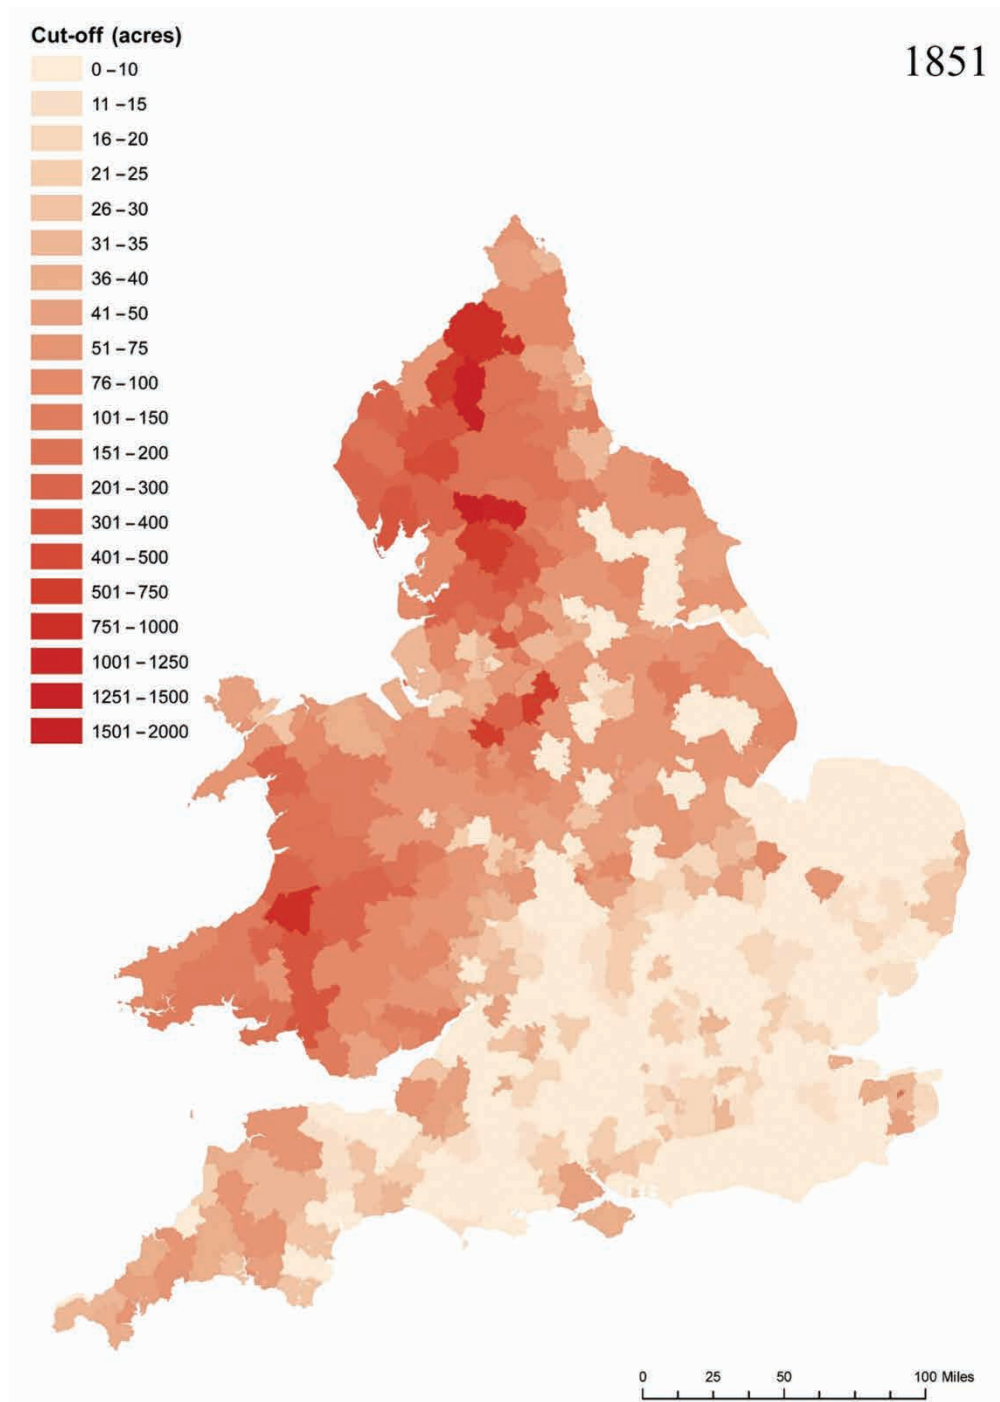 Cut-off (acres)
1851
0 – 10
11 – 15
16 – 20
21 – 25
26 – 30
31 – 35
36 – 40
41 – 50
51 – 75
76 – 100
101 – 150
151 – 200
201 – 300
301 – 400
401 – 500
501 – 750
751 – 1000
1001 – 1250
1251 – 1500
1501 – 2000
0 25 50 100 Miles